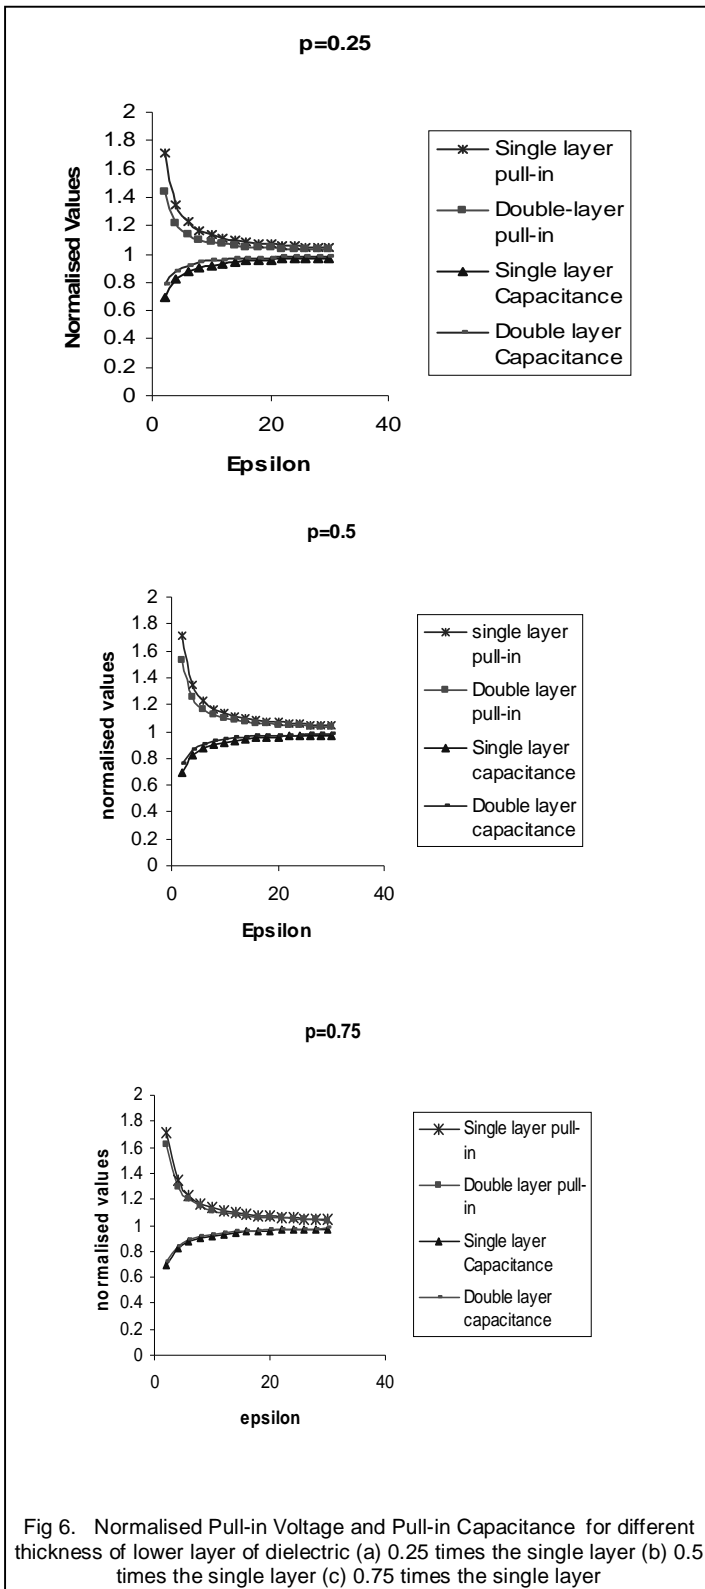 p=0.25
2
1.8
1.6
1.4
1.2
1
0.8
0.6
0.4
0.2
0
Normalised Values
0 20 40
Epsilon
Single layer
pull-in
Double-layer
pull-in
Single layer
Capacitance
Double layer
Capacitance
p=0.5
2
1.8
1.6
1.4
1.2
1
0.8
0.6
0.4
0.2
0
normalised values
0 20 40
Epsilon
single layer
pull-in
Double layer
pull-in
Single layer
capacitance
Double layer
capacitance
p=0.75
2
1.8
1.6
1.4
1.2
1
0.8
0.6
0.4
0.2
0
normalised values
0 20 40
epsilon
Single layer pull-
in
Double layer pull-
in
Single layer
Capacitance
Double layer
capacitance
Fig 6. Normalised Pull-in Voltage and Pull-in Capacitance for different
thickness of lower layer of dielectric (a) 0.25 times the single layer (b) 0.5
times the single layer (c) 0.75 times the single layer